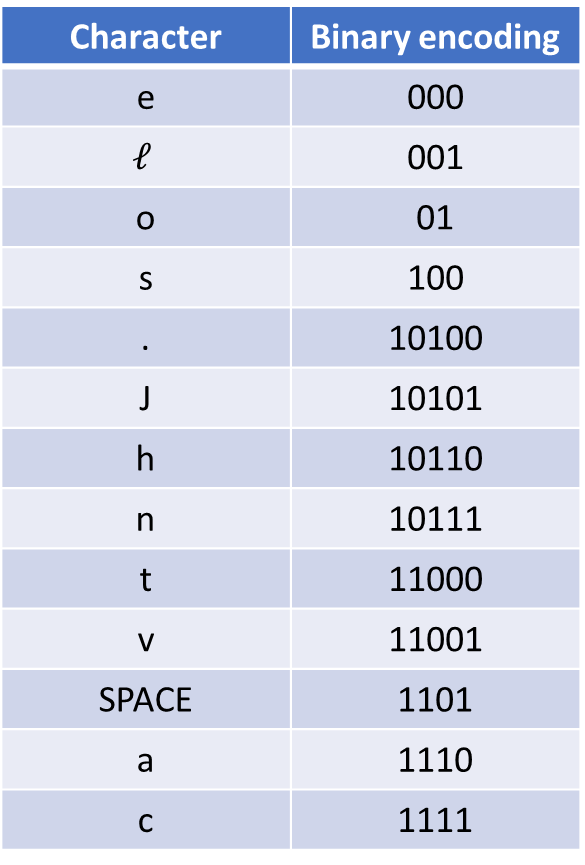 Character Binary encoding
e 000
ℓ 001
o 01
s 100
. 10100
J 10101
h 10110
n 10111
t 11000
v 11001
SPACE 1101
a 1110
c 1111